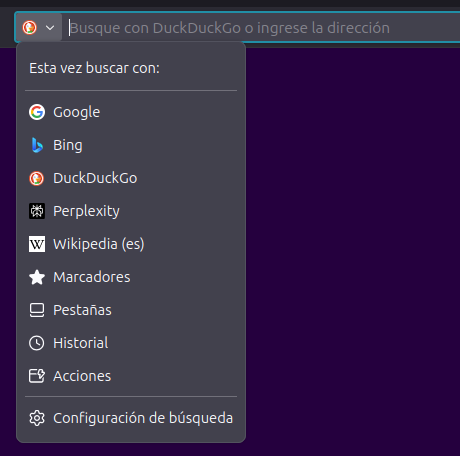 Busque con DuckDuckGo o ingrese la dirección
Esta vez buscar con:
Google
Bing
DuckDuckGo
Perplexity
Wikipedia (es)
Marcadores
Pestañas
Historial
Acciones
Configuración de búsqueda